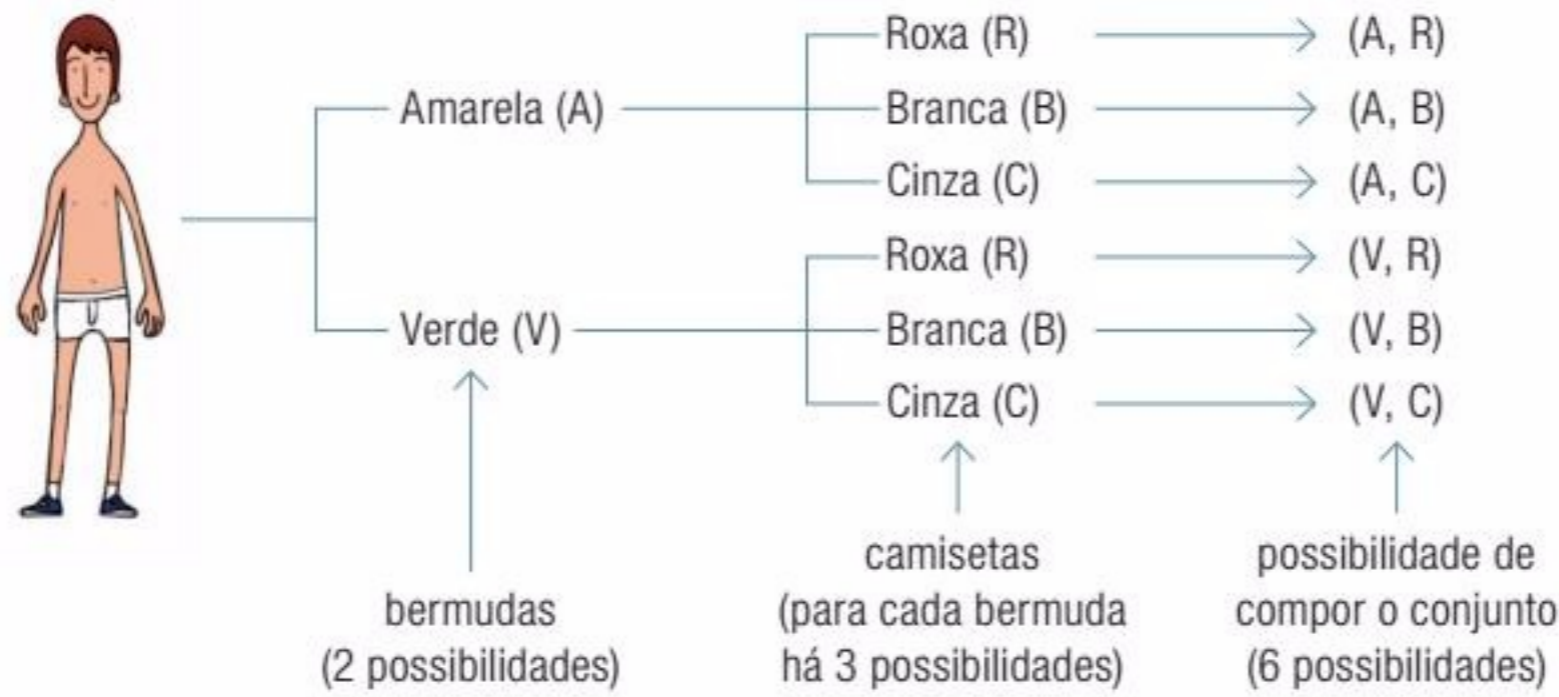 Roxa (R) (A, R)
Amarela (A) Branca (B) (A, B)
Cinza (C) (A, C)
Roxa (R) (V, R)
Verde (V) Branca (B) (V, B)
Cinza (C) (V, C)
bermudas
(2 possibilidades)
camisetas
(para cada bermuda
há 3 possibilidades)
possibilidade de
compor o conjunto
(6 possibilidades)